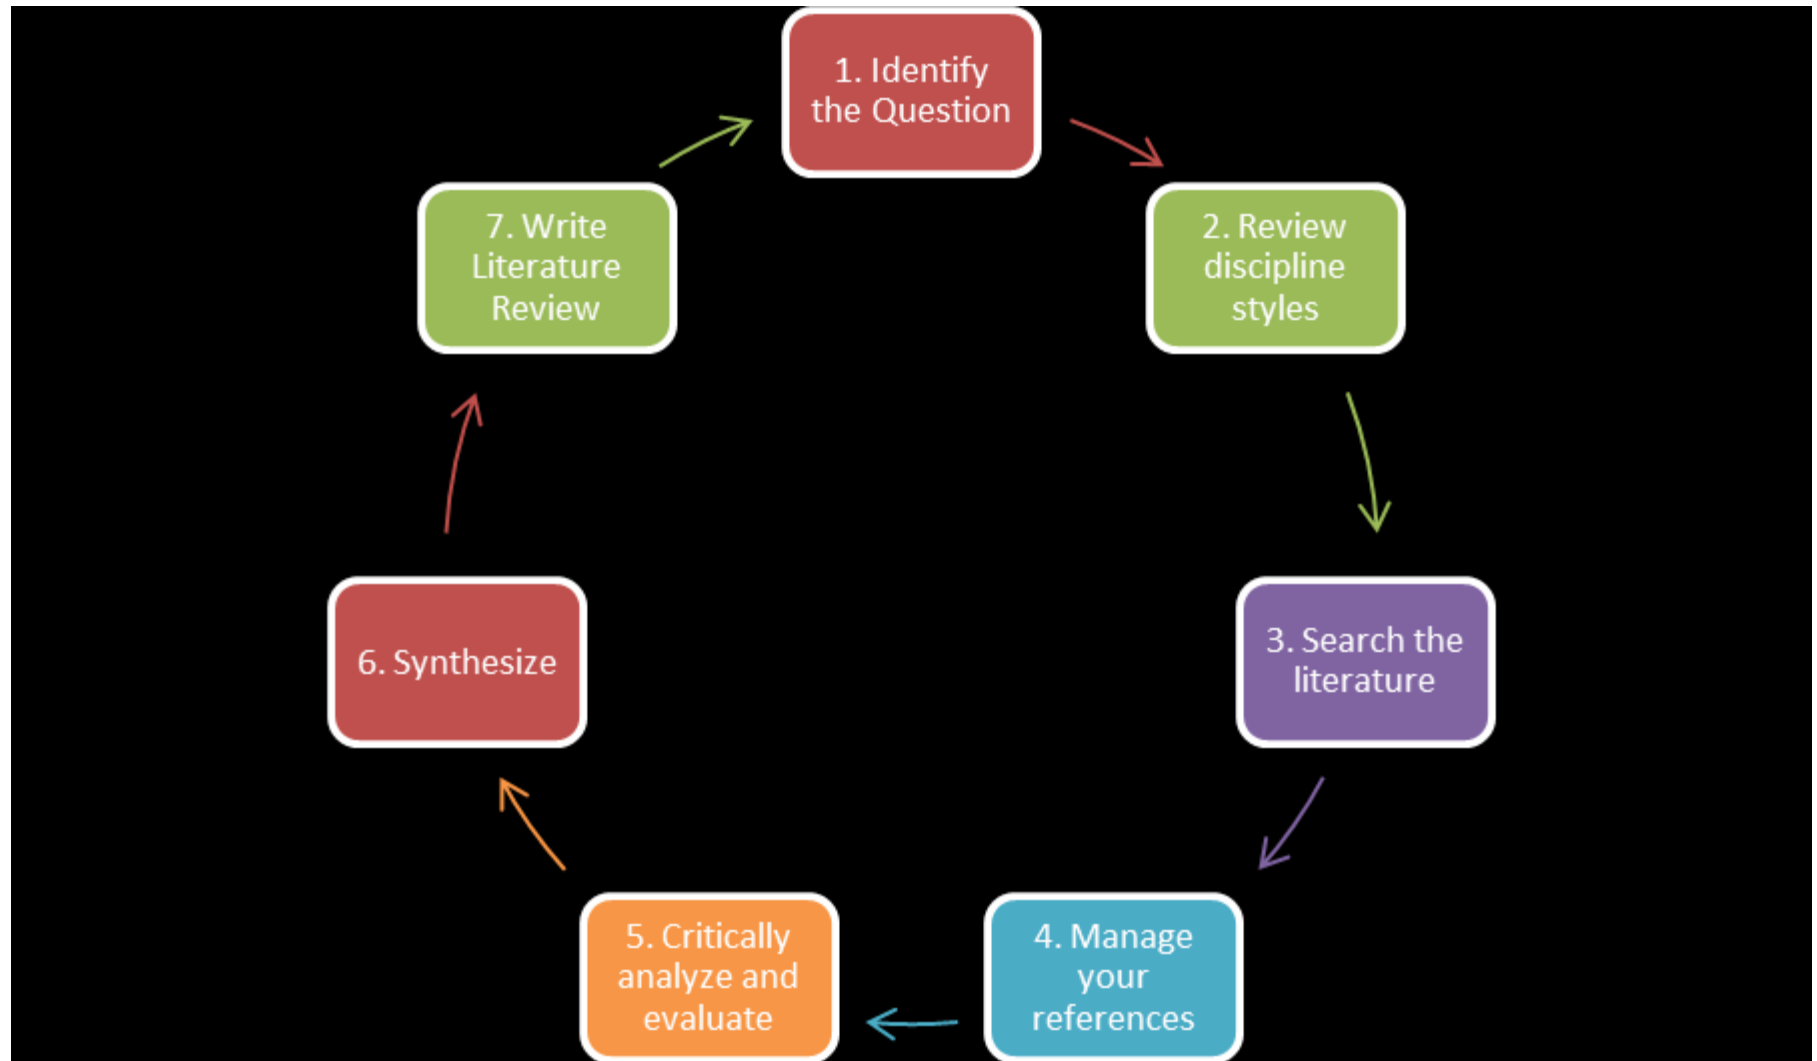 1. Identify
the Question
2. Review
discipline
styles
3. Search the
literature
4. Manage
your
references
5. Critically
analyze and
evaluate
6. Synthesize
7. Write
Literature
Review